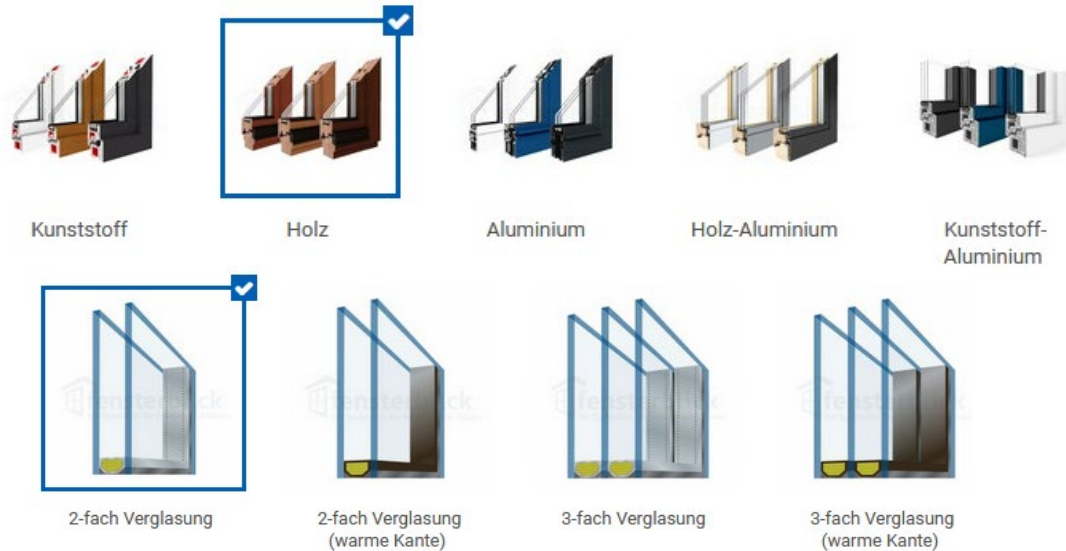 Kunststoff
Holz
Aluminium
Holz-Aluminium
Kunststoff-
Aluminium
2-fach Verglasung
2-fach Verglasung
(warme Kante)
3-fach Verglasung
3-fach Verglasung
(warme Kante)